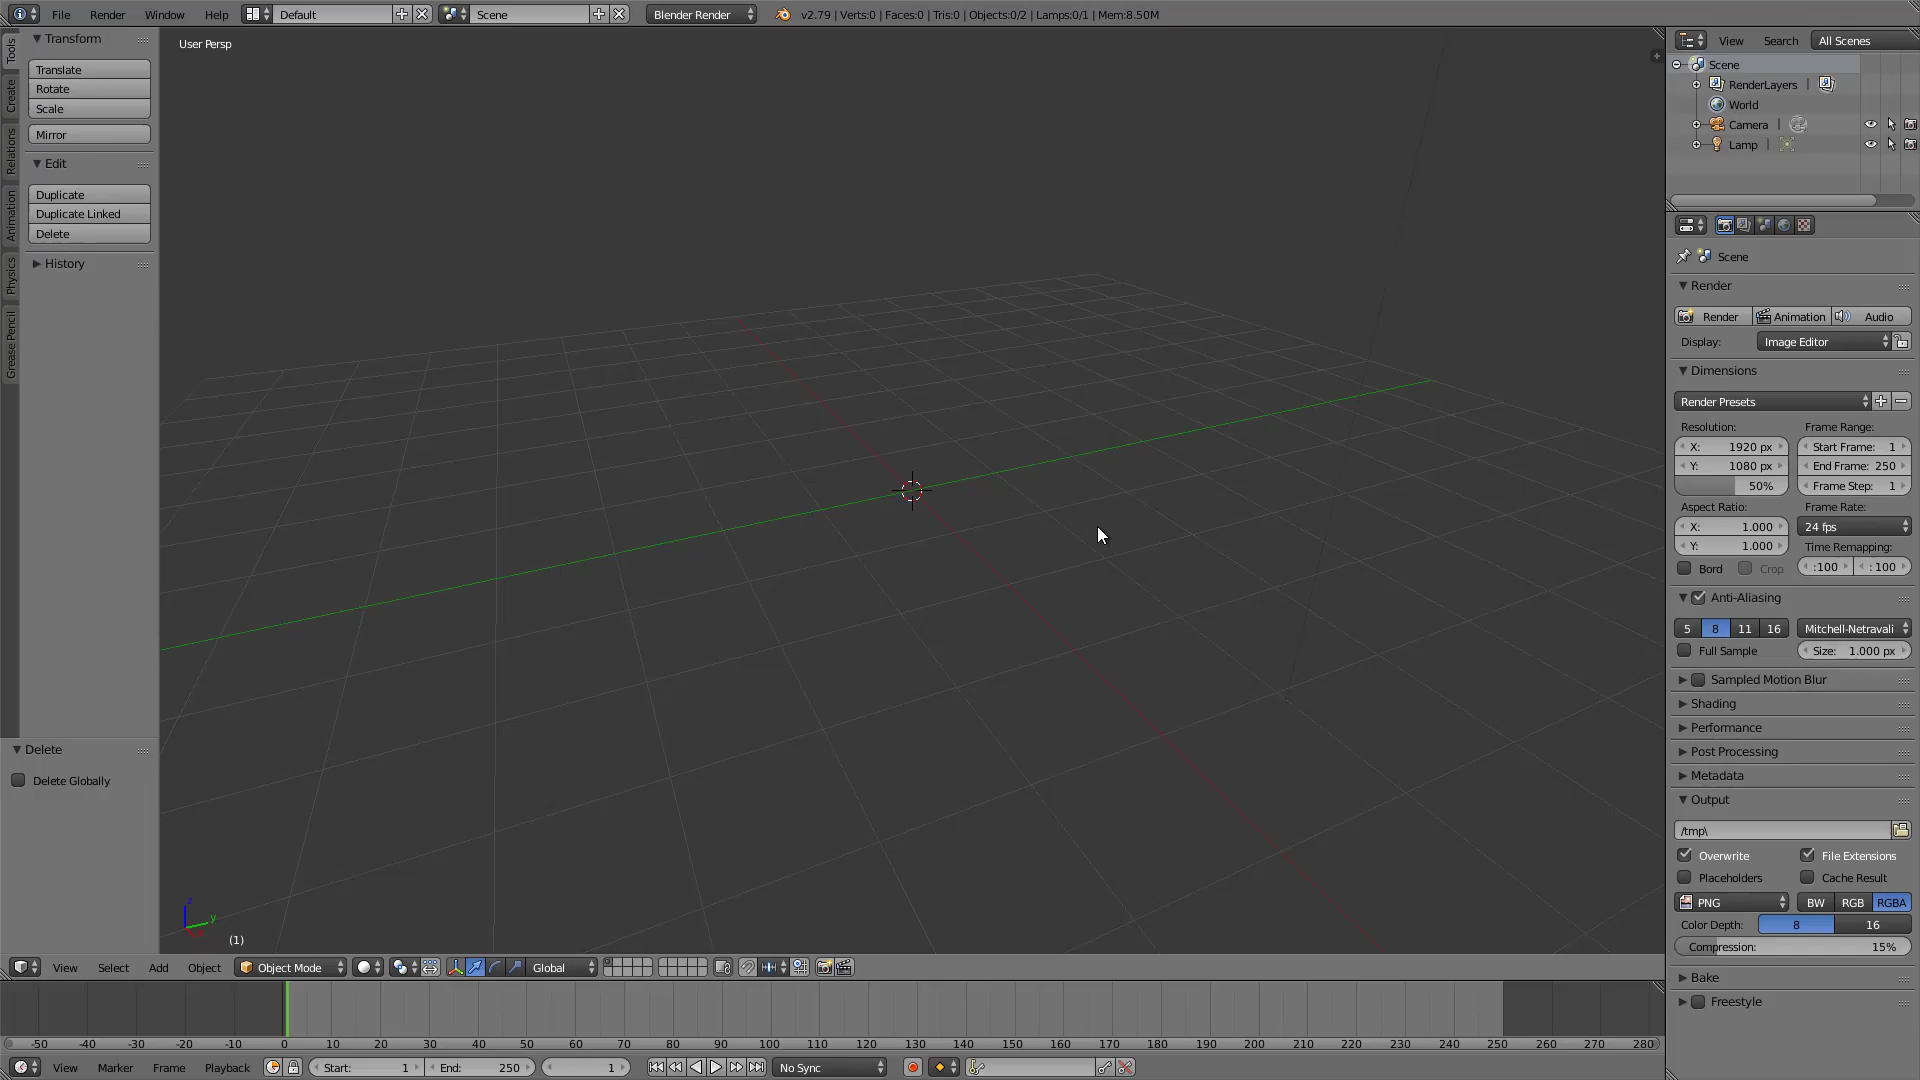 File Render Window Help Default Scene Blender Render v2.79 | Verts:0 | Faces:0 | Tris:0 | Objects:0/2 | Lamps:0/1 | Mem:8.50M
Tools
Create
Relations
Animation
Physics
Grease Pencil
Transform
Translate
Rotate
Scale
Mirror
Edit
Duplicate
Duplicate Linked
Delete
History
Delete
Delete Globally
User Persp
z
y
(1)
View Select Add Object Object Mode Global
-50 -40 -30 -20 -10 0 10 20 30 40 50 60 70 80 90 100 110 120 130 140 150 160 170 180 190 200 210 220 230 240 250 260 270 280
View Marker Frame Playback Start: 1 End: 250 1 No Sync
View Search All Scenes
Scene
RenderLayers |
World
Camera |
Lamp |
Scene
Render
Render Animation Audio
Display: Image Editor
Dimensions
Render Presets
Resolution: Frame Range:
X: 1920 px Start Frame: 1
Y: 1080 px End Frame: 250
50% Frame Step: 1
Aspect Ratio: Frame Rate:
X: 1.000 24 fps
Y: 1.000 Time Remapping:
Bord Crop :100 : 100
Anti-Aliasing
5 8 11 16 Mitchell-Netravali
Full Sample Size: 1.000 px
Sampled Motion Blur
Shading
Performance
Post Processing
Metadata
Output
/tmp\
Overwrite File Extensions
Placeholders Cache Result
PNG BW RGB RGBA
Color Depth: 8 16
Compression: 15%
Bake
Freestyle